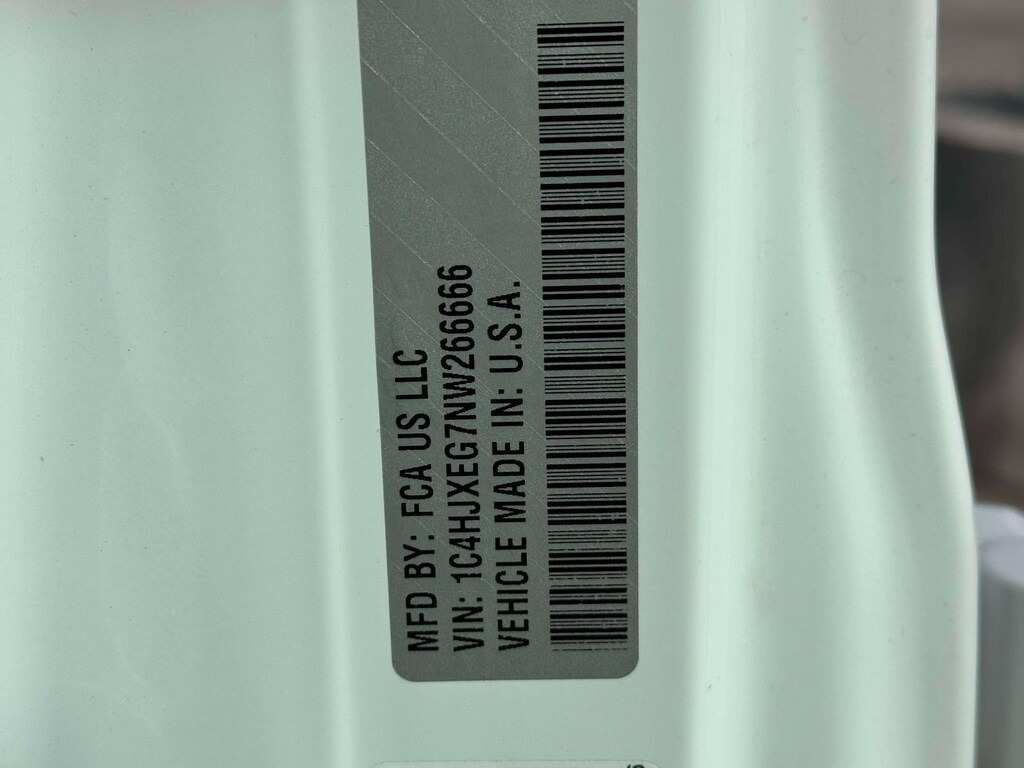 MFD BY: FCA US LLC
VIN: 1C4HJXEG7NW266666
VEHICLE MADE IN: U.S.A.